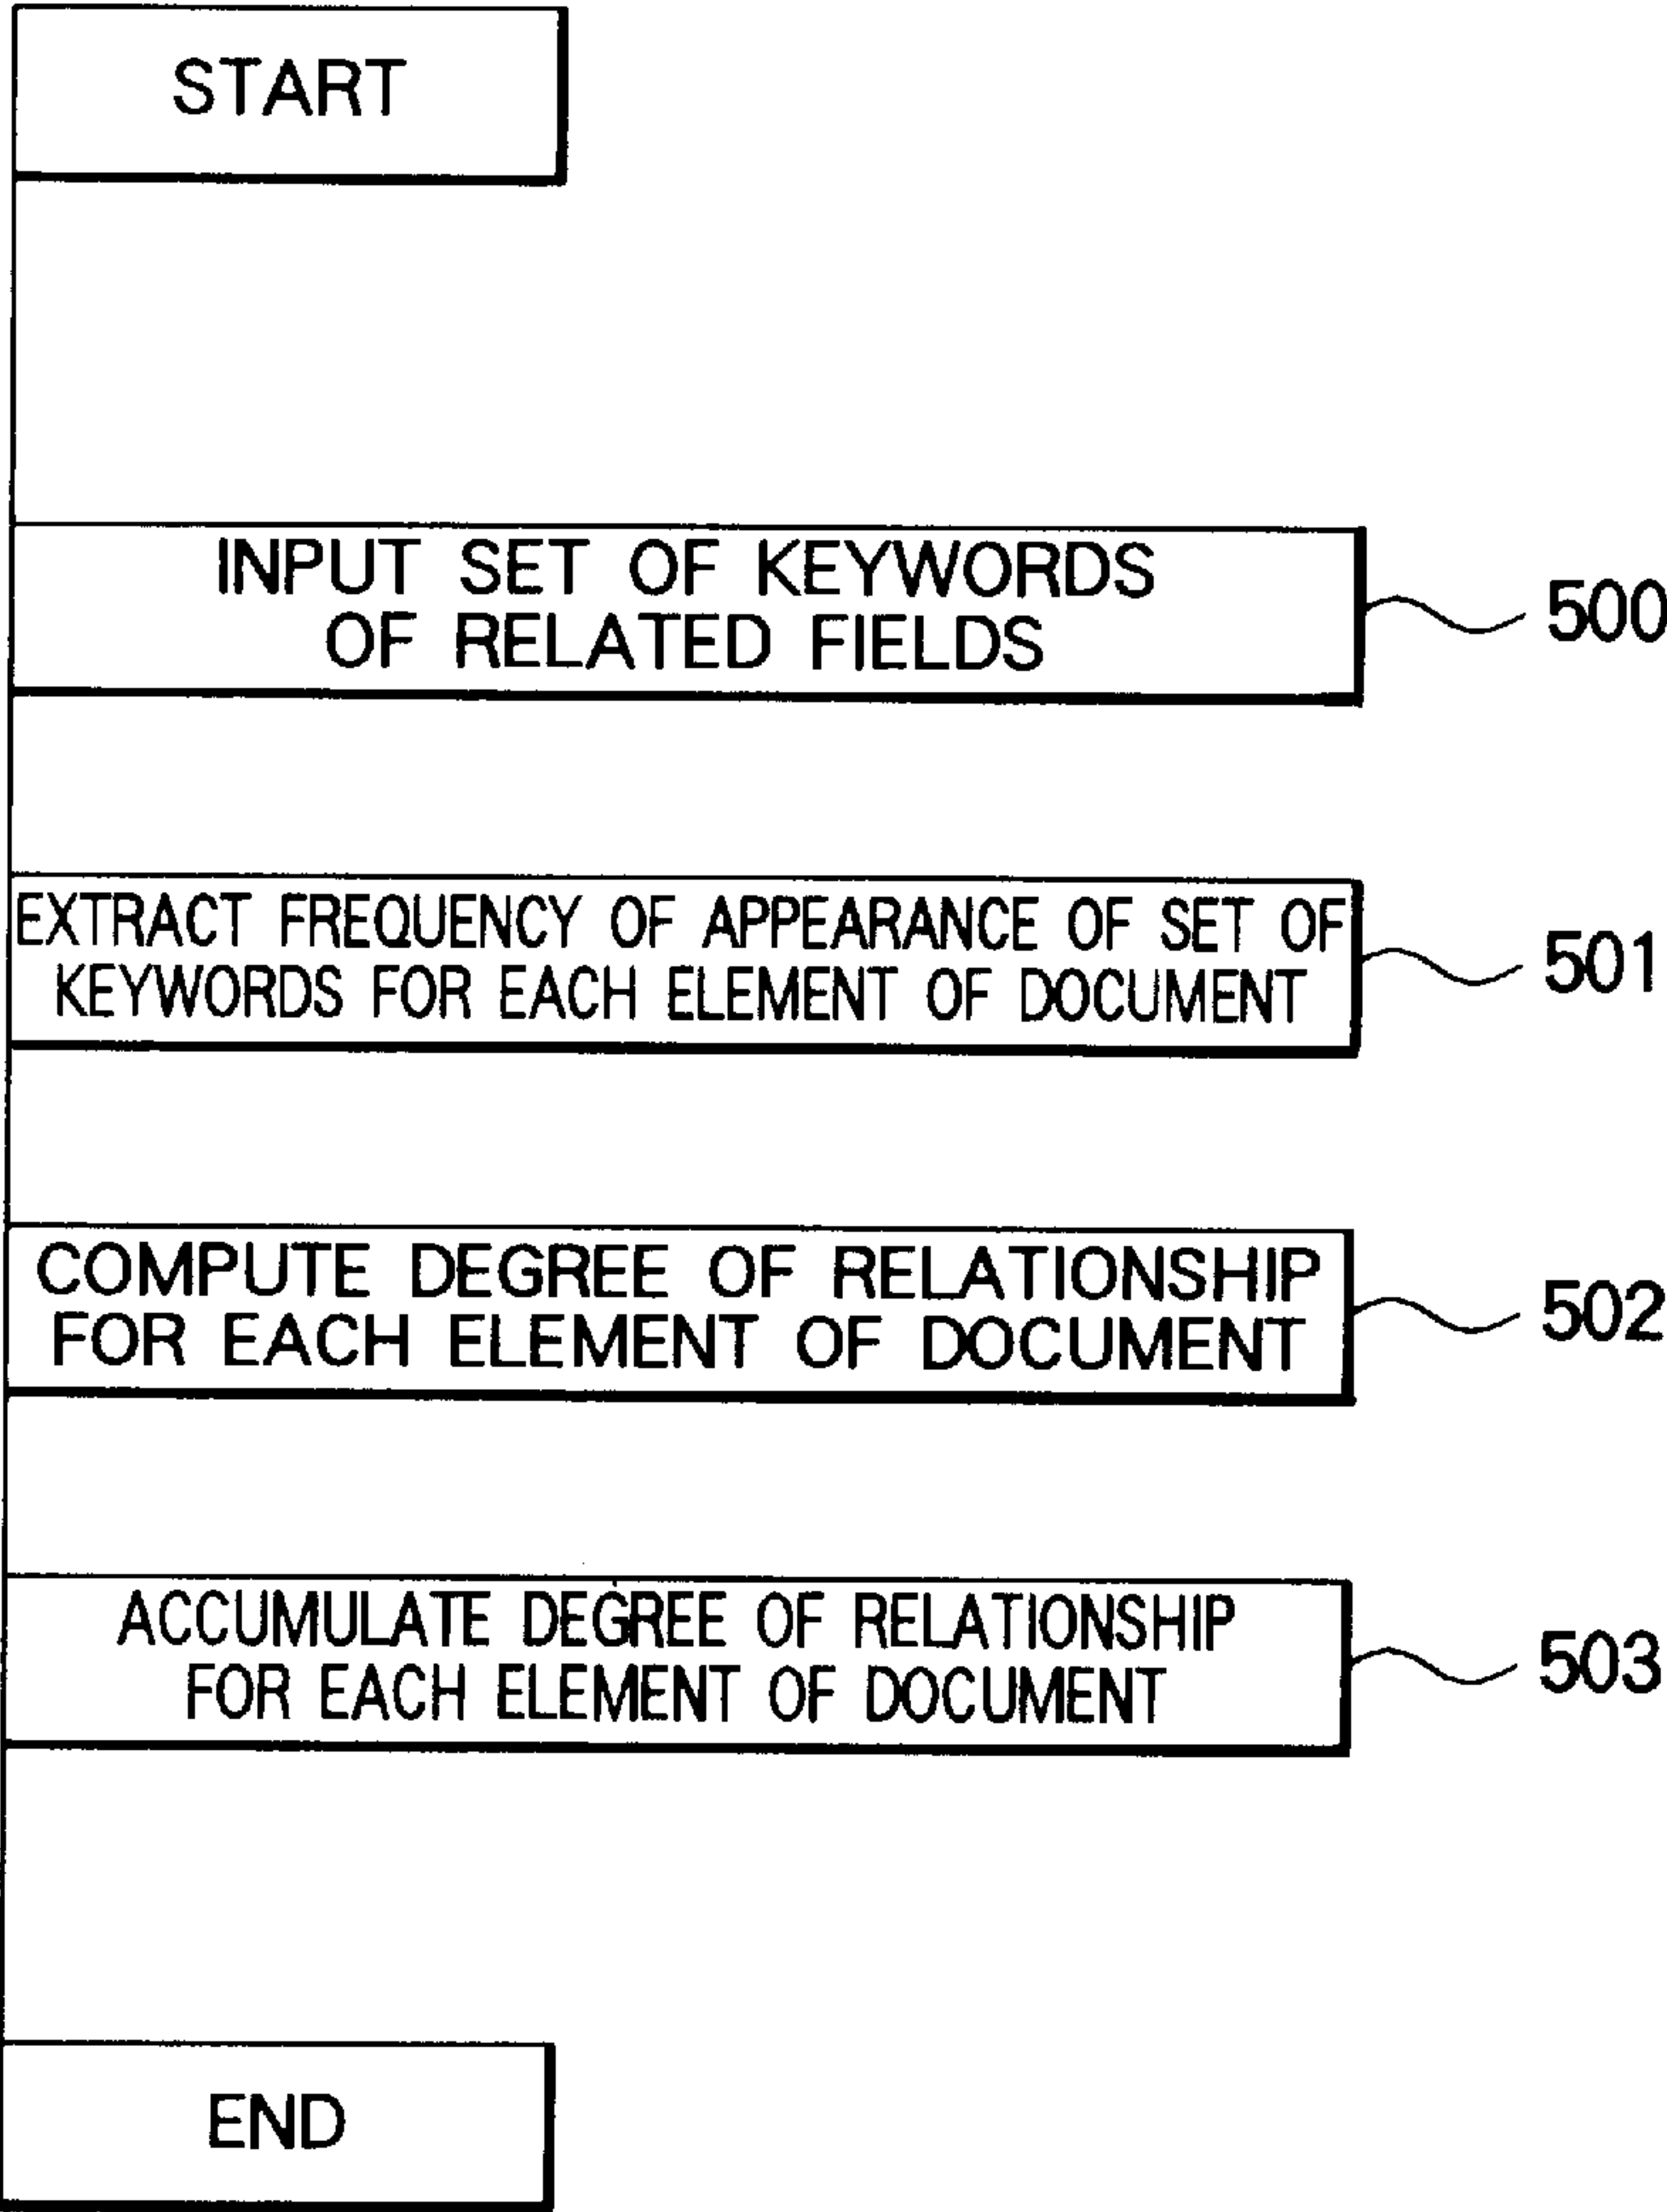 START
INPUT SET OF KEYWORDS
OF RELATED FIELDS
500
EXTRACT FREQUENCY OF APPEARANCE OF SET OF
KEYWORDS FOR EACH ELEMENT OF DOCUMENT
501
COMPUTE DEGREE OF RELATIONSHIP
FOR EACH ELEMENT OF DOCUMENT
502
ACCUMULATE DEGREE OF RELATIONSHIP
FOR EACH ELEMENT OF DOCUMENT
503
END